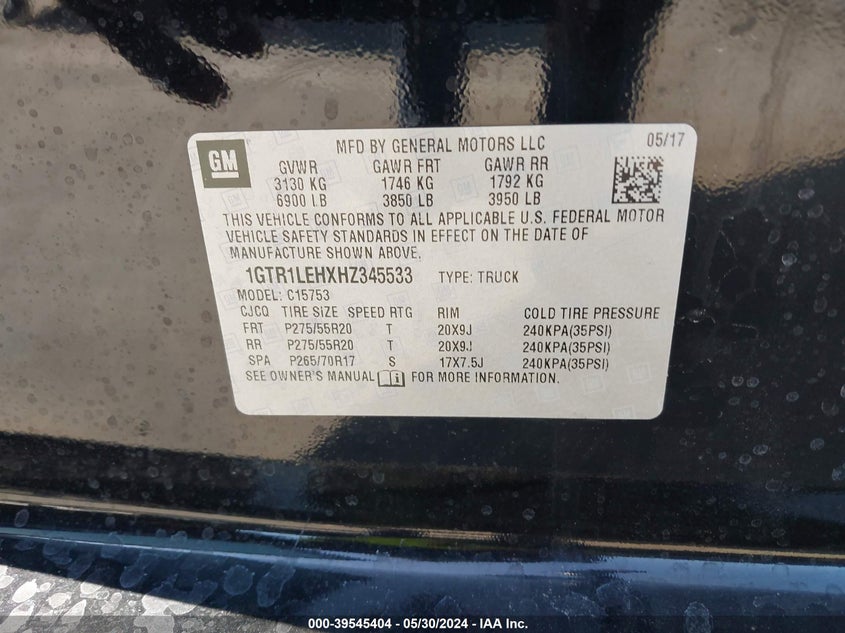 GM
MFD BY GENERAL MOTORS LLC 05/17
GVWR GAWR FRT GAWR RR
3130 KG 1746 KG 1792 KG
6900 LB 3850 LB 3950 LB
THIS VEHICLE CONFORMS TO ALL APPLICABLE U.S. FEDERAL MOTOR
VEHICLE SAFETY STANDARDS IN EFFECT ON THE DATE OF
MANUFACTURE SHOWN ABOVE.
1GTR1LEHXHZ345533 TYPE: TRUCK
MODEL: C15753
CJCQ TIRE SIZE SPEED RTG RIM COLD TIRE PRESSURE
FRT P275/55R20 T 20X9J 240KPA(35PSI)
RR P275/55R20 T 20X9J 240KPA(35PSI)
SPA P265/70R17 S 17X7.5J 240KPA(35PSI)
SEE OWNER'S MANUAL FOR MORE INFORMATION.
000-39545404 - 05/30/2024 - IAA Inc.